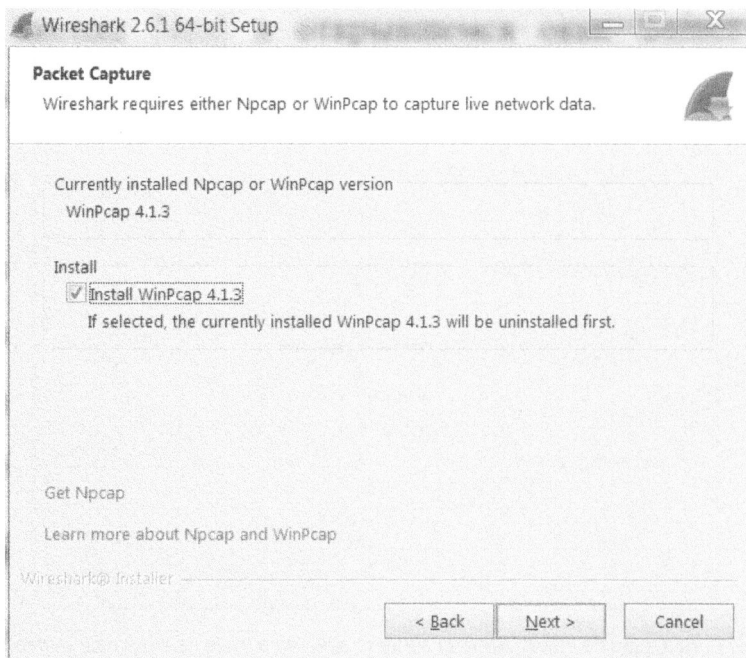 Wireshark 2.6.1 64-bit Setup
Packet Capture
Wireshark requires either Npcap or WinPcap to capture live network data.
Currently installed Npcap or WinPcap version
WinPcap 4.1.3
Install
Install WinPcap 4.1.3
If selected, the currently installed WinPcap 4.1.3 will be uninstalled first.
Get Npcap
Learn more about Npcap and WinPcap
Wireshark® Installer
< Back
Next >
Cancel